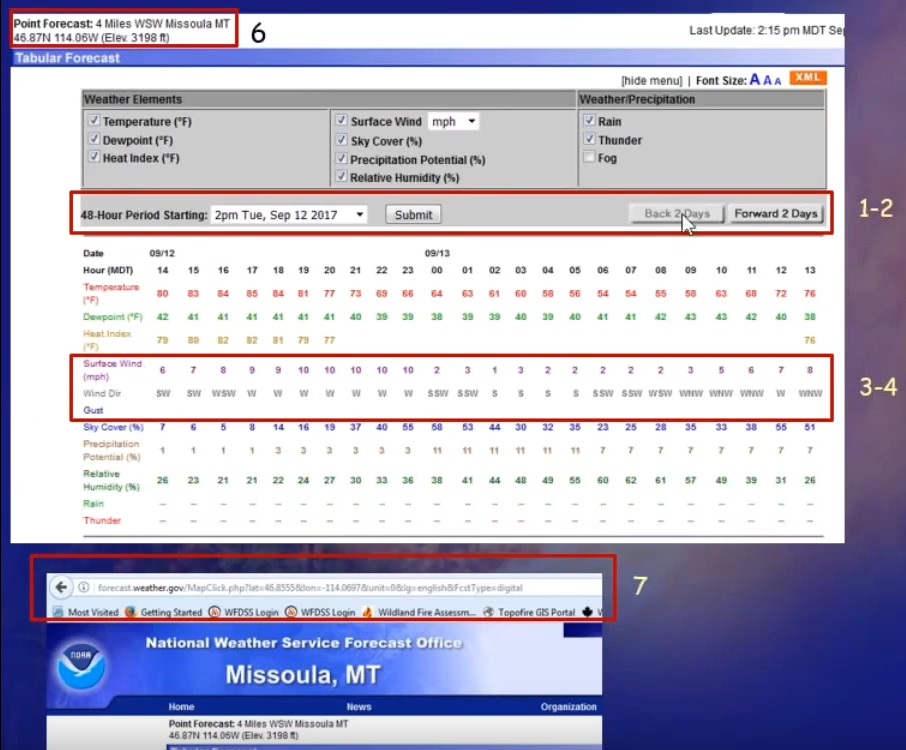 Point Forecast: 4 Miles WSW Missoula MT
46.87N 114.06W (Elev. 3198 ft)
6
Last Update: 2:15 pm MDT Sep
Tabular Forecast
[hide menu] | Font Size: A A A XML
Weather Elements Weather/Precipitation
Temperature (°F) Surface Wind mph Rain
Dewpoint (°F) Sky Cover (%) Thunder
Heat Index (°F) Precipitation Potential (%) Fog
Relative Humidity (%)
48-Hour Period Starting: 2pm Tue, Sep 12 2017 Submit Back 2 Days Forward 2 Days
1-2
Date 09/12 09/13
Hour (MDT) 14 15 16 17 18 19 20 21 22 23 00 01 02 03 04 05 06 07 08 09 10 11 12 13
Temperature (°F) 80 83 84 85 84 81 77 73 69 66 64 63 61 60 58 56 54 54 55 58 63 68 72 76
Dewpoint (°F) 42 41 41 41 41 41 41 40 39 39 38 39 39 40 39 40 41 41 42 43 43 42 40 38
Heat Index (°F) 79 80 82 82 81 79 77 76
Surface Wind (mph) 6 7 8 9 9 10 10 10 10 10 2 3 1 3 2 2 2 2 2 3 5 6 7 8
Wind Dir SW SW WSW W W W W W W W SSW SSW S S S S SSW SSW WSW WNW WNW WNW W WNW
Gust
3-4
Sky Cover (%) 7 6 5 8 14 16 19 37 40 55 58 53 44 30 32 35 23 25 28 35 33 38 55 51
Precipitation Potential (%) 1 1 1 1 3 3 3 3 3 3 11 11 11 11 11 11 7 7 7 7 7 7 7 7
Relative Humidity (%) 26 23 21 21 22 24 27 30 33 36 38 41 44 48 49 55 60 62 61 57 49 39 31 26
Rain -- -- -- -- -- -- -- -- -- -- -- -- -- -- -- -- -- -- -- -- -- -- -- --
Thunder -- -- -- -- -- -- -- -- -- -- -- -- -- -- -- -- -- -- -- -- -- -- -- --
7
forecast.weather.gov/MapClick.php?lat=46.8555&lon=-114.0697&unit=0&lg=english&FcstType=digital
Most Visited Getting Started WFDSS Login WFDSS Login Wildland Fire Assessm... Topofire GIS Portal W
NOAA
National Weather Service Forecast Office
Missoula, MT
Home News Organization
Point Forecast: 4 Miles WSW Missoula MT
46.87N 114.06W (Elev. 3198 ft)